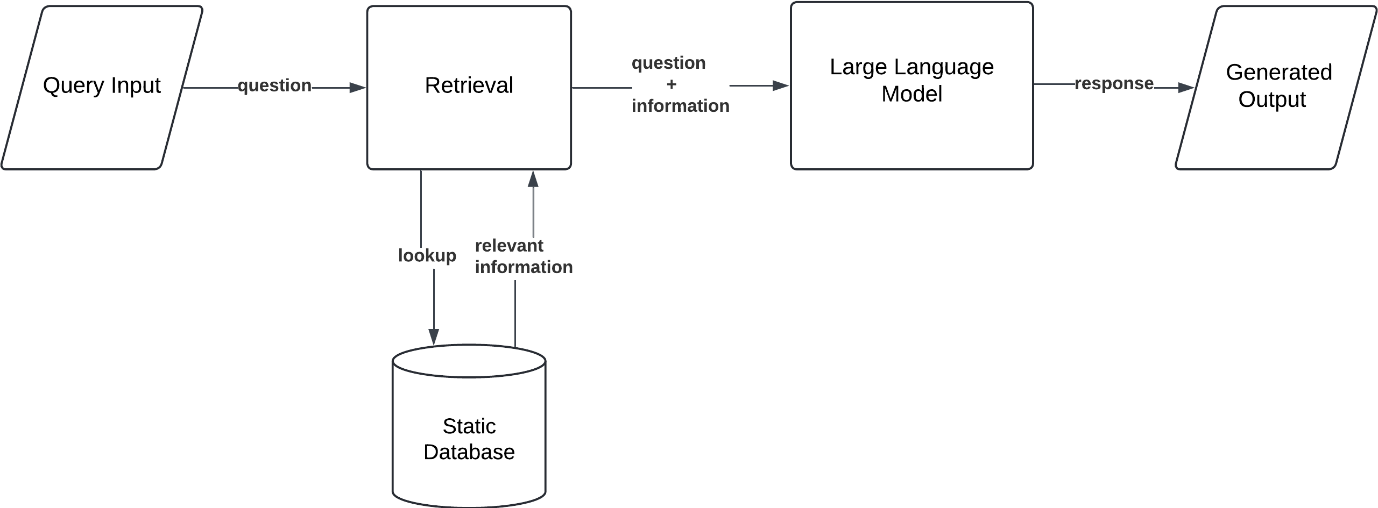 Query Input
question
Retrieval
question
+
information
Large Language
Model
response
Generated
Output
lookup
relevant
information
Static
Database